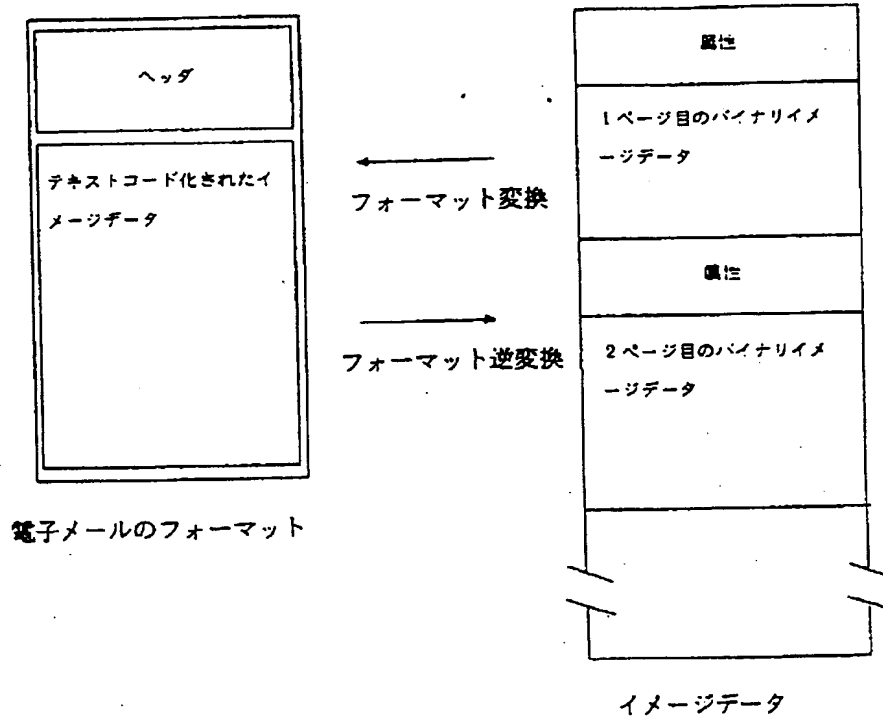 ヘッダ
テキストコード化されたイ
メージデータ
電子メールのフォーマット
フォーマット変換
フォーマット逆変換
属性
1ページ目のバイナリイメ
ージデータ
属性
2ページ目のバイナリイメ
ージデータ
イメージデータ